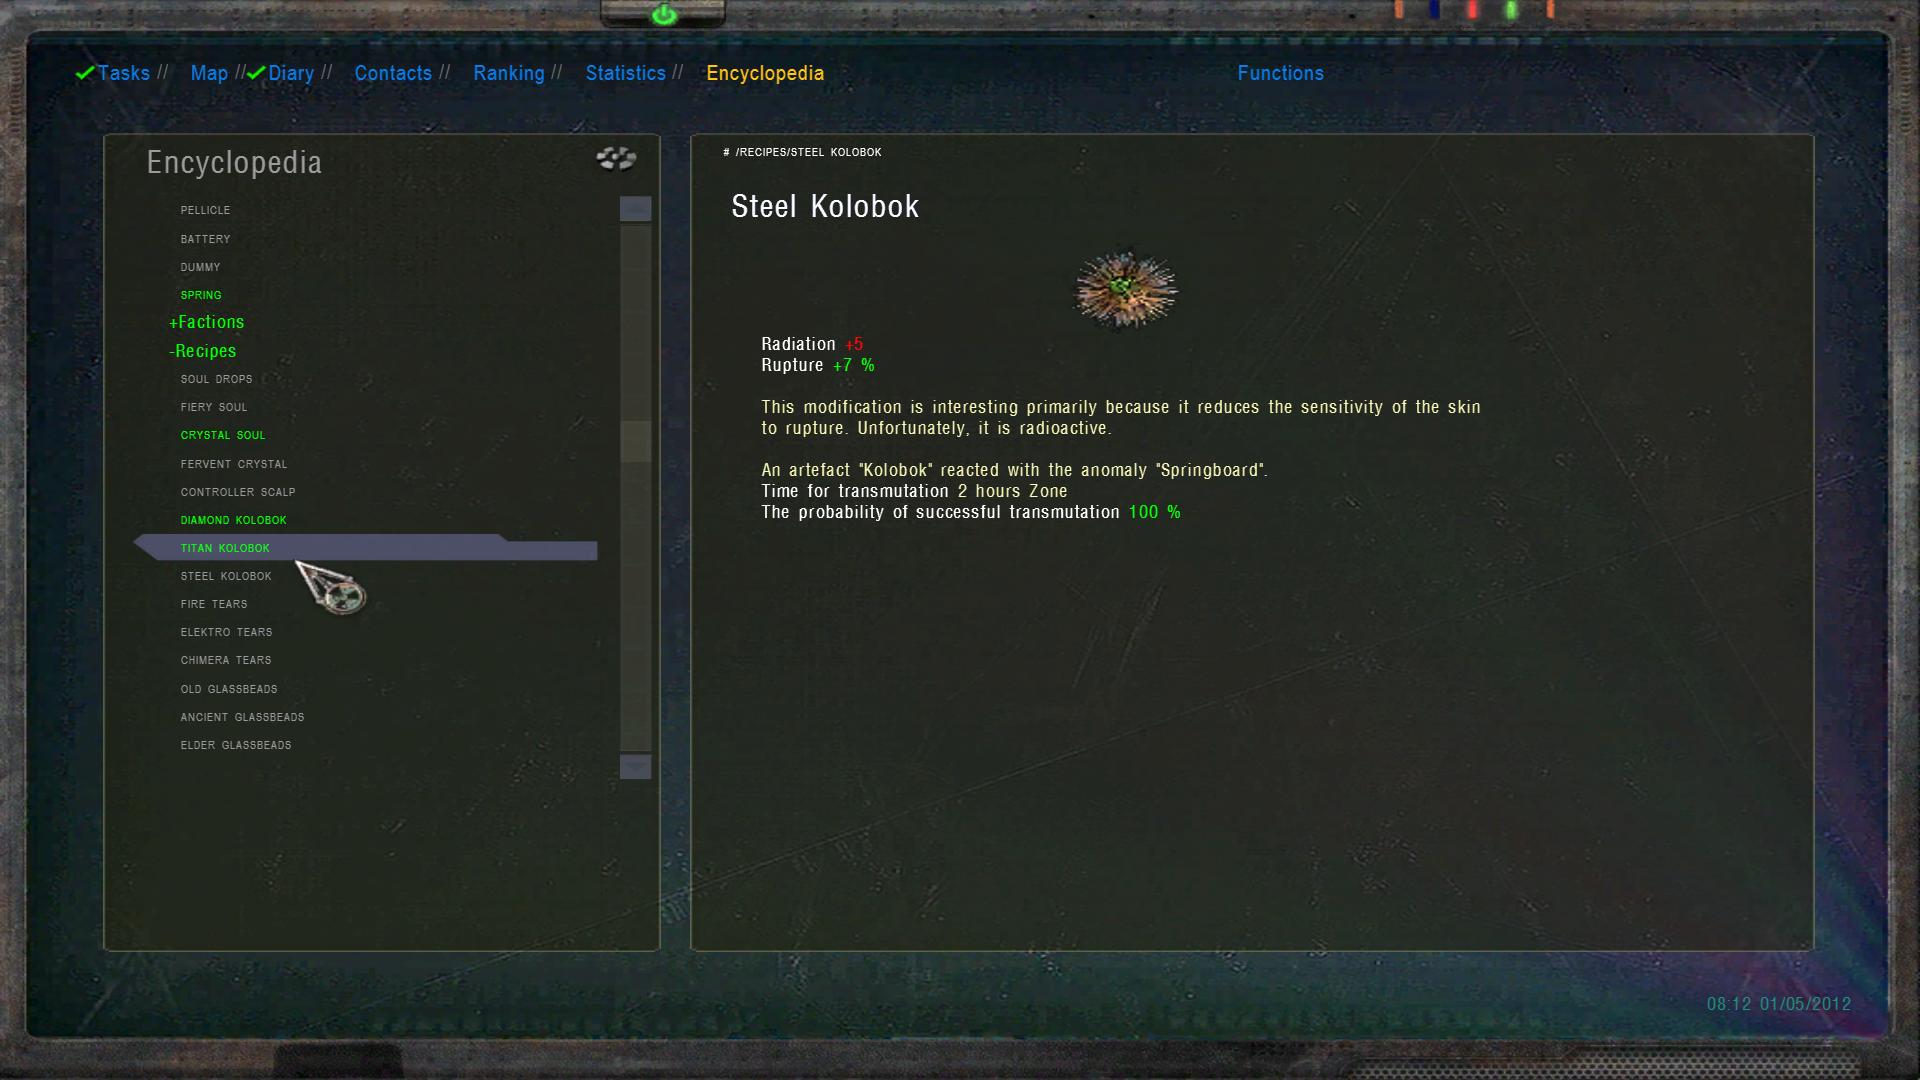 Tasks // Map // Diary // Contacts // Ranking // Statistics // Encyclopedia Functions
Encyclopedia
PELLICLE
BATTERY
DUMMY
SPRING
+Factions
-Recipes
SOUL DROPS
FIERY SOUL
CRYSTAL SOUL
FERVENT CRYSTAL
CONTROLLER SCALP
DIAMOND KOLOBOK
TITAN KOLOBOK
STEEL KOLOBOK
FIRE TEARS
ELEKTRO TEARS
CHIMERA TEARS
OLD GLASSBEADS
ANCIENT GLASSBEADS
ELDER GLASSBEADS
# /RECIPES/STEEL KOLOBOK
Steel Kolobok
Radiation +5
Rupture +7 %
This modification is interesting primarily because it reduces the sensitivity of the skin
to rupture. Unfortunately, it is radioactive.
An artefact "Kolobok" reacted with the anomaly "Springboard".
Time for transmutation 2 hours Zone
The probability of successful transmutation 100 %
08:12 01/05/2012